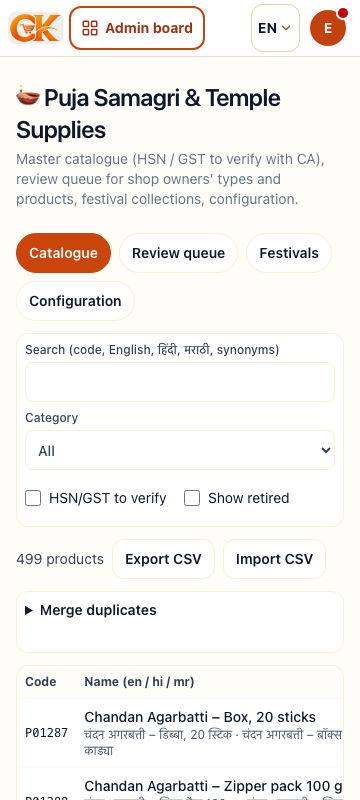 GK
Admin board
EN
E
Puja Samagri & Temple
Supplies
Master catalogue (HSN / GST to verify with CA),
review queue for shop owners' types and
products, festival collections, configuration.
Catalogue
Review queue
Festivals
Configuration
Search (code, English, हिंदी, मराठी, synonyms)
Category
All
HSN/GST to verify
Show retired
499 products
Export CSV
Import CSV
Merge duplicates
Code
Name (en / hi / mr)
P01287
Chandan Agarbatti – Box, 20 sticks
चंदन अगरबत्ती – डिब्बा, 20 स्टिक · चंदन अगरबत्ती – बॉक्स
काड्या
Chandan Agarbatti – Zipper pack 100 g